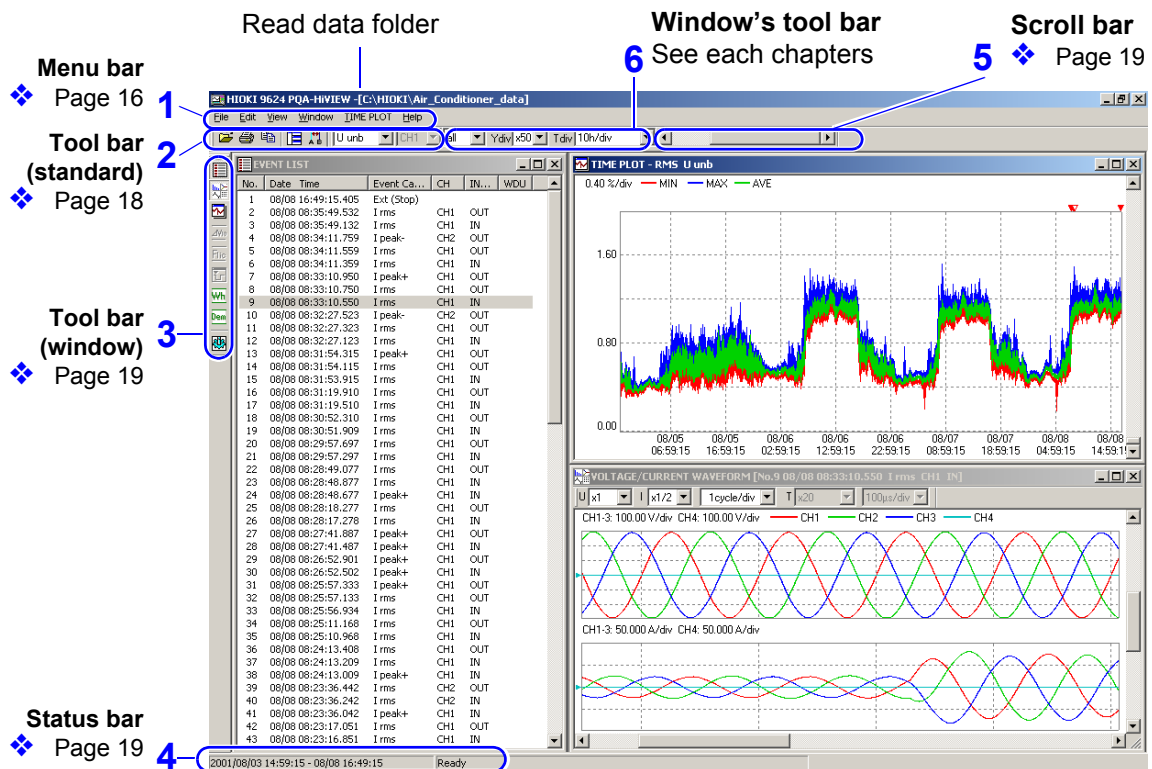 Read data folder
Window's tool bar
See each chapters
Scroll bar
❖ Page 19
6
5
Menu bar
❖ Page 16
1
HIOKI 9624 PQA-HiVIEW -[C:\HIOKI\Air_Conditioner_data]
File Edit View Window TIME PLOT Help
Tool bar
(standard)
❖ Page 18
2
U unb CH1 all Ydiv x50 Tdiv 10h/div
Tool bar
(window)
❖ Page 19
3
Wh
Dem
EVENT LIST
No. Date Time Event Ca... CH IN... WDU
1 08/08 16:49:15.405 Ext (Stop)
2 08/08 08:35:49.532 I rms CH1 OUT
3 08/08 08:35:49.132 I rms CH1 IN
4 08/08 08:34:11.759 I peak- CH2 OUT
5 08/08 08:34:11.559 I rms CH1 OUT
6 08/08 08:34:11.359 I rms CH1 IN
7 08/08 08:33:10.950 I peak+ CH1 OUT
8 08/08 08:33:10.750 I rms CH1 OUT
9 08/08 08:33:10.550 I rms CH1 IN
10 08/08 08:32:27.523 I peak- CH2 OUT
11 08/08 08:32:27.323 I rms CH1 OUT
12 08/08 08:32:27.123 I rms CH1 IN
13 08/08 08:31:54.315 I peak+ CH1 OUT
14 08/08 08:31:54.115 I rms CH1 OUT
15 08/08 08:31:53.915 I rms CH1 IN
16 08/08 08:31:19.910 I rms CH1 OUT
17 08/08 08:31:19.510 I rms CH1 IN
18 08/08 08:30:52.310 I rms CH1 OUT
19 08/08 08:30:51.909 I rms CH1 IN
20 08/08 08:29:57.697 I rms CH1 OUT
21 08/08 08:29:57.297 I rms CH1 IN
22 08/08 08:28:49.077 I rms CH1 OUT
23 08/08 08:28:48.877 I rms CH1 IN
24 08/08 08:28:48.677 I peak+ CH1 IN
25 08/08 08:28:18.277 I rms CH1 OUT
26 08/08 08:28:17.278 I rms CH1 IN
27 08/08 08:27:41.887 I peak+ CH1 OUT
28 08/08 08:27:41.487 I peak+ CH1 IN
29 08/08 08:26:52.901 I peak+ CH1 OUT
30 08/08 08:26:52.502 I peak+ CH1 IN
31 08/08 08:25:57.333 I peak+ CH1 OUT
32 08/08 08:25:57.133 I rms CH1 OUT
33 08/08 08:25:56.934 I rms CH1 IN
34 08/08 08:25:11.168 I rms CH1 OUT
35 08/08 08:25:10.968 I rms CH1 IN
36 08/08 08:24:13.408 I rms CH1 OUT
37 08/08 08:24:13.209 I rms CH1 IN
38 08/08 08:24:13.009 I peak+ CH1 IN
39 08/08 08:23:36.442 I rms CH2 OUT
40 08/08 08:23:36.242 I rms CH2 IN
41 08/08 08:23:36.042 I peak+ CH1 IN
42 08/08 08:23:17.051 I rms CH1 OUT
43 08/08 08:23:16.851 I rms CH1 IN
TIME PLOT - RMS U unb
0.40 %/div MIN MAX AVE
1.60
0.80
0.00
08/05 08/05 08/06 08/06 08/06 08/07 08/07 08/08 08/08
06:59:15 16:59:15 02:59:15 12:59:15 22:59:15 08:59:15 18:59:15 04:59:15 14:59:1
VOLTAGE/CURRENT WAVEFORM [No.9 08/08 08:33:10.550 I rms CH1 IN]
U x1 I x1/2 1cycle/div T x20 100µs/div
CH1-3: 100.00 V/div CH4: 100.00 V/div CH1 CH2 CH3 CH4
CH1-3: 50.000 A/div CH4: 50.000 A/div
Status bar
❖ Page 19
4
2001/08/03 14:59:15 - 08/08 16:49:15 Ready